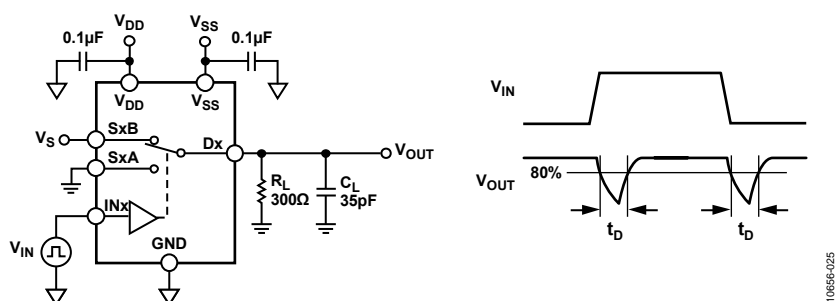 VDD
VSS
0.1µF
0.1µF
VDD
VSS
VS
SxB
Dx
VOUT
SxA
RL
300Ω
CL
35pF
INx
VIN
GND
VIN
VOUT
80%
tD
tD
10656-025